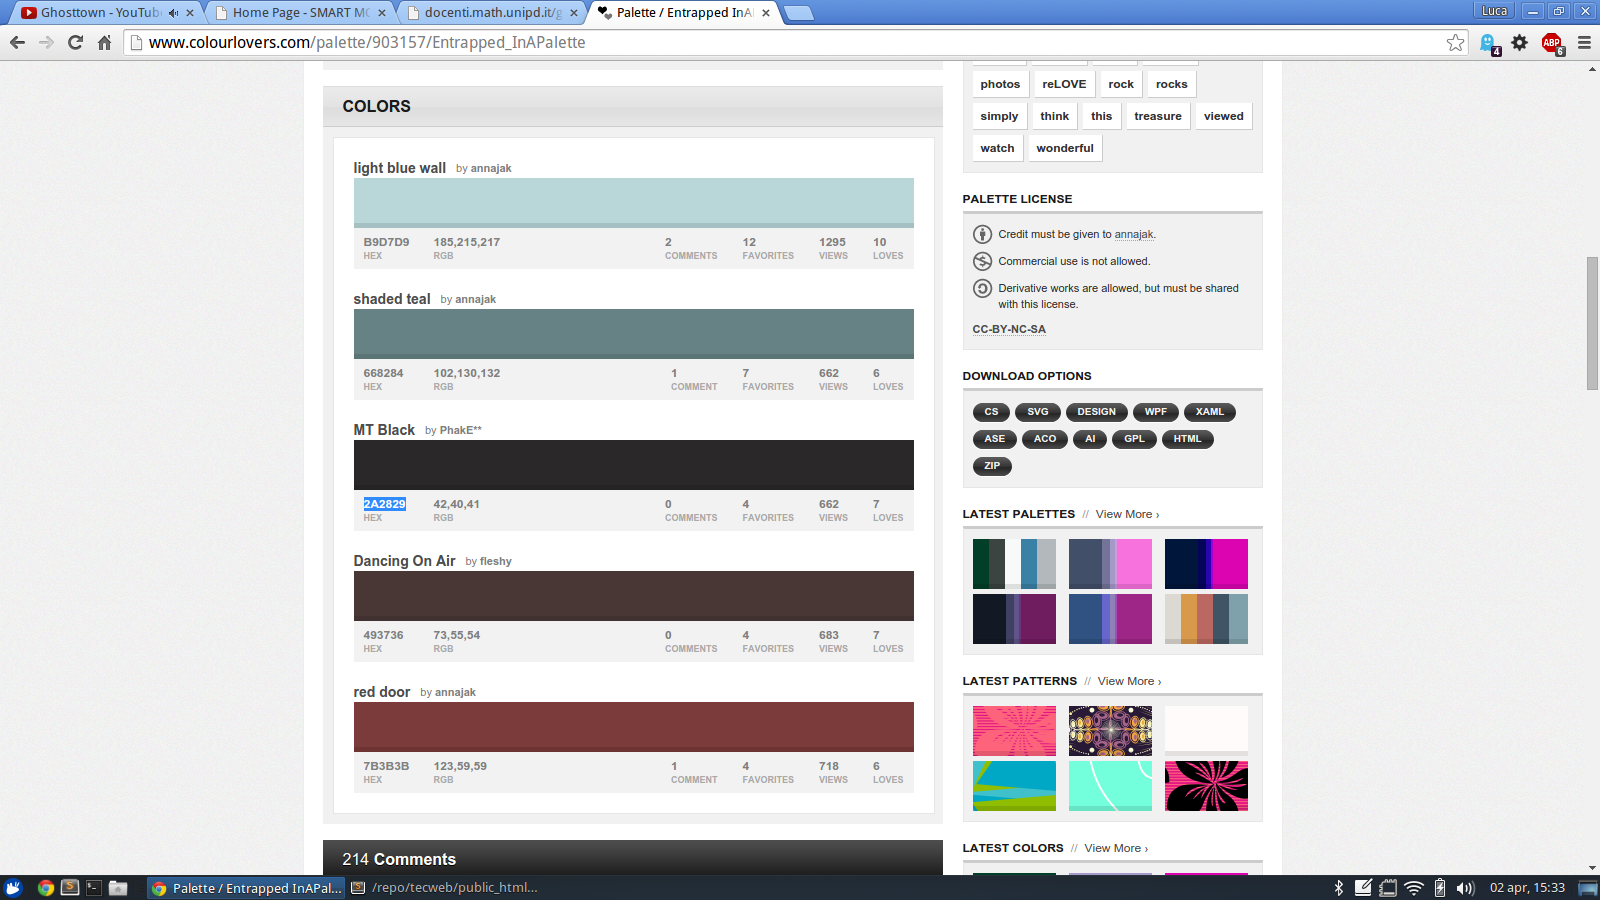 Ghosttown - YouTub
Home Page - SMART MO
docenti.math.unipd.it/g
Palette / Entrapped InA
Luca
www.colourlovers.com/palette/903157/Entrapped_InAPalette
4
ABP
6
COLORS
light blue wall by annajak
B9D7D9 185,215,217 2 12 1295 10
HEX RGB COMMENTS FAVORITES VIEWS LOVES
shaded teal by annajak
668284 102,130,132 1 7 662 6
HEX RGB COMMENT FAVORITES VIEWS LOVES
MT Black by PhakE**
2A2829 42,40,41 0 4 662 7
HEX RGB COMMENTS FAVORITES VIEWS LOVES
Dancing On Air by fleshy
493736 73,55,54 0 4 683 7
HEX RGB COMMENTS FAVORITES VIEWS LOVES
red door by annajak
7B3B3B 123,59,59 1 4 718 6
HEX RGB COMMENT FAVORITES VIEWS LOVES
214 Comments
photos reLOVE rock rocks
simply think this treasure viewed
watch wonderful
PALETTE LICENSE
Credit must be given to annajak.
Commercial use is not allowed.
Derivative works are allowed, but must be shared
with this license.
CC-BY-NC-SA
DOWNLOAD OPTIONS
CS SVG DESIGN WPF XAML
ASE ACO AI GPL HTML
ZIP
LATEST PALETTES // View More ›
LATEST PATTERNS // View More ›
LATEST COLORS // View More ›
Palette / Entrapped InAPal...
/repo/tecweb/public_html...
02 apr, 15:33